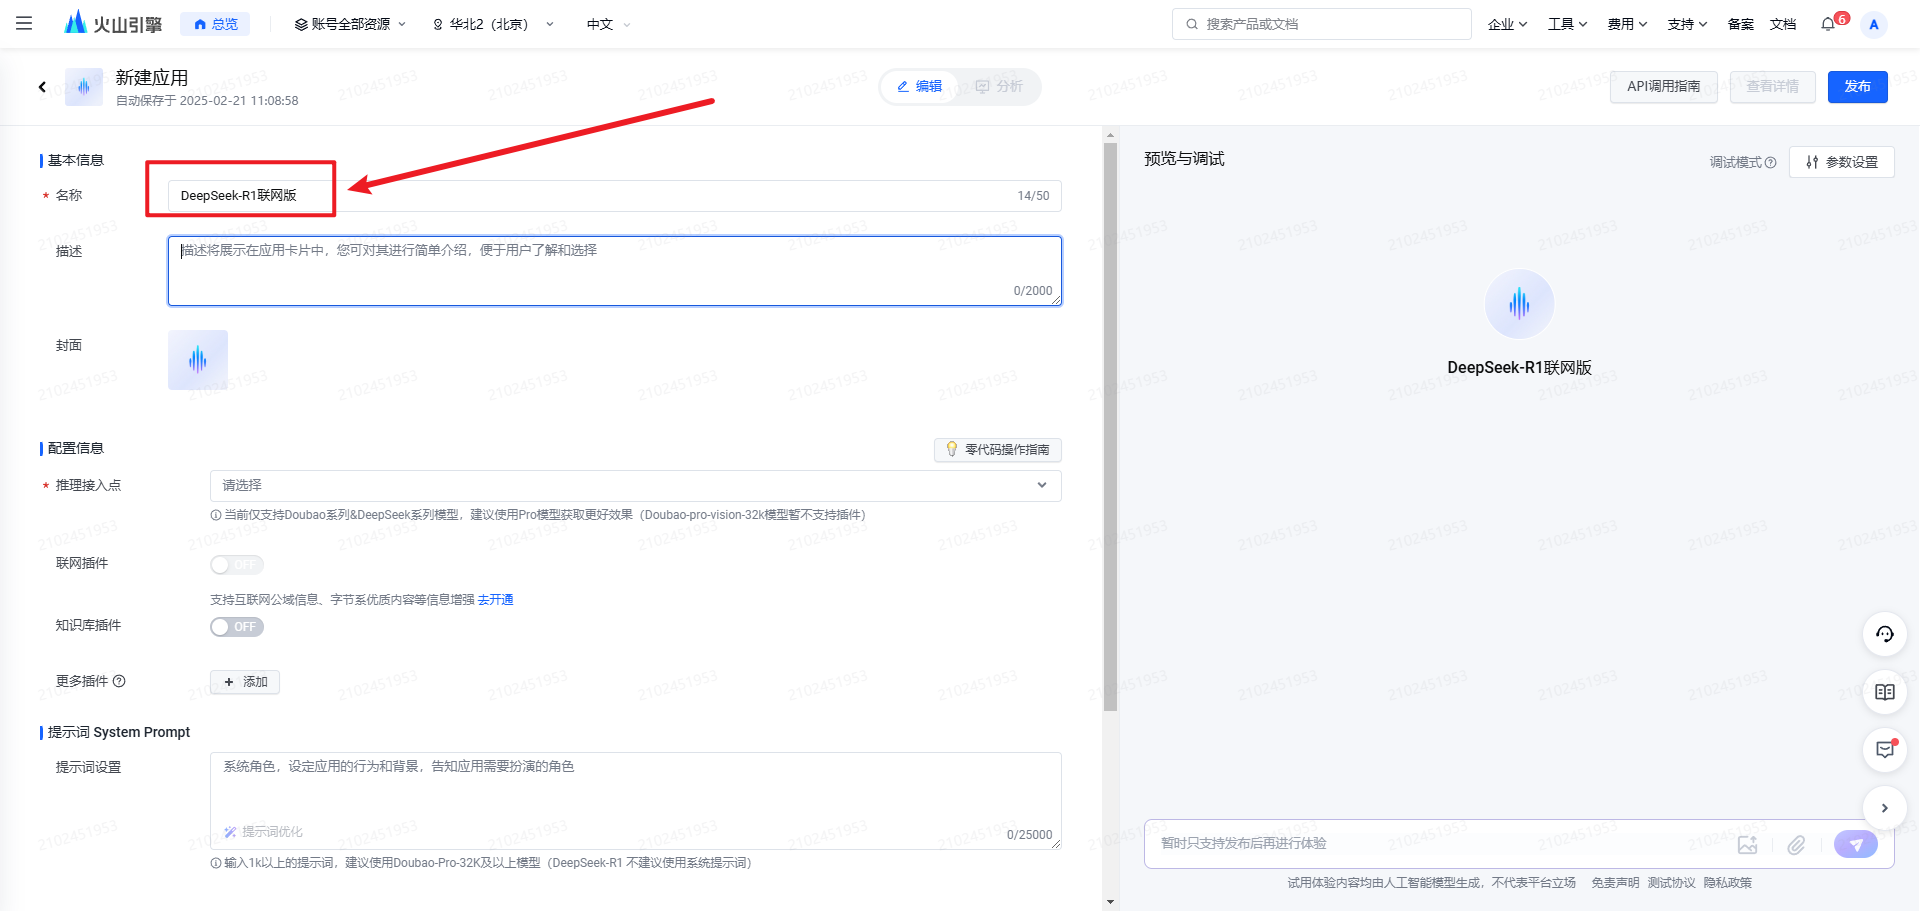 火山引擎
总览
账号全部资源
华北2（北京）
中文
搜索产品或文档
企业
工具
费用
支持
备案
文档
6
A
新建应用
自动保存于 2025-02-21 11:08:58
编辑
分析
API调用指南
查看详情
发布
基本信息
* 名称
DeepSeek-R1联网版
14/50
描述
描述将展示在应用卡片中，您可对其进行简单介绍，便于用户了解和选择
0/2000
封面
配置信息
零代码操作指南
* 推理接入点
请选择
当前仅支持Doubao系列&DeepSeek系列模型，建议使用Pro模型获取更好效果（Doubao-pro-vision-32k模型暂不支持插件）
联网插件
OFF
支持互联网公域信息、字节系优质内容等信息增强 去开通
知识库插件
OFF
更多插件
+ 添加
提示词 System Prompt
提示词设置
系统角色，设定应用的行为和背景，告知应用需要扮演的角色
提示词优化
0/25000
输入1k以上的提示词，建议使用Doubao-Pro-32K及以上模型（DeepSeek-R1 不建议使用系统提示词）
预览与调试
调试模式
参数设置
DeepSeek-R1联网版
暂时只支持发布后再进行体验
试用体验内容均由人工智能模型生成，不代表平台立场 免责声明 测试协议 隐私政策
2102451953